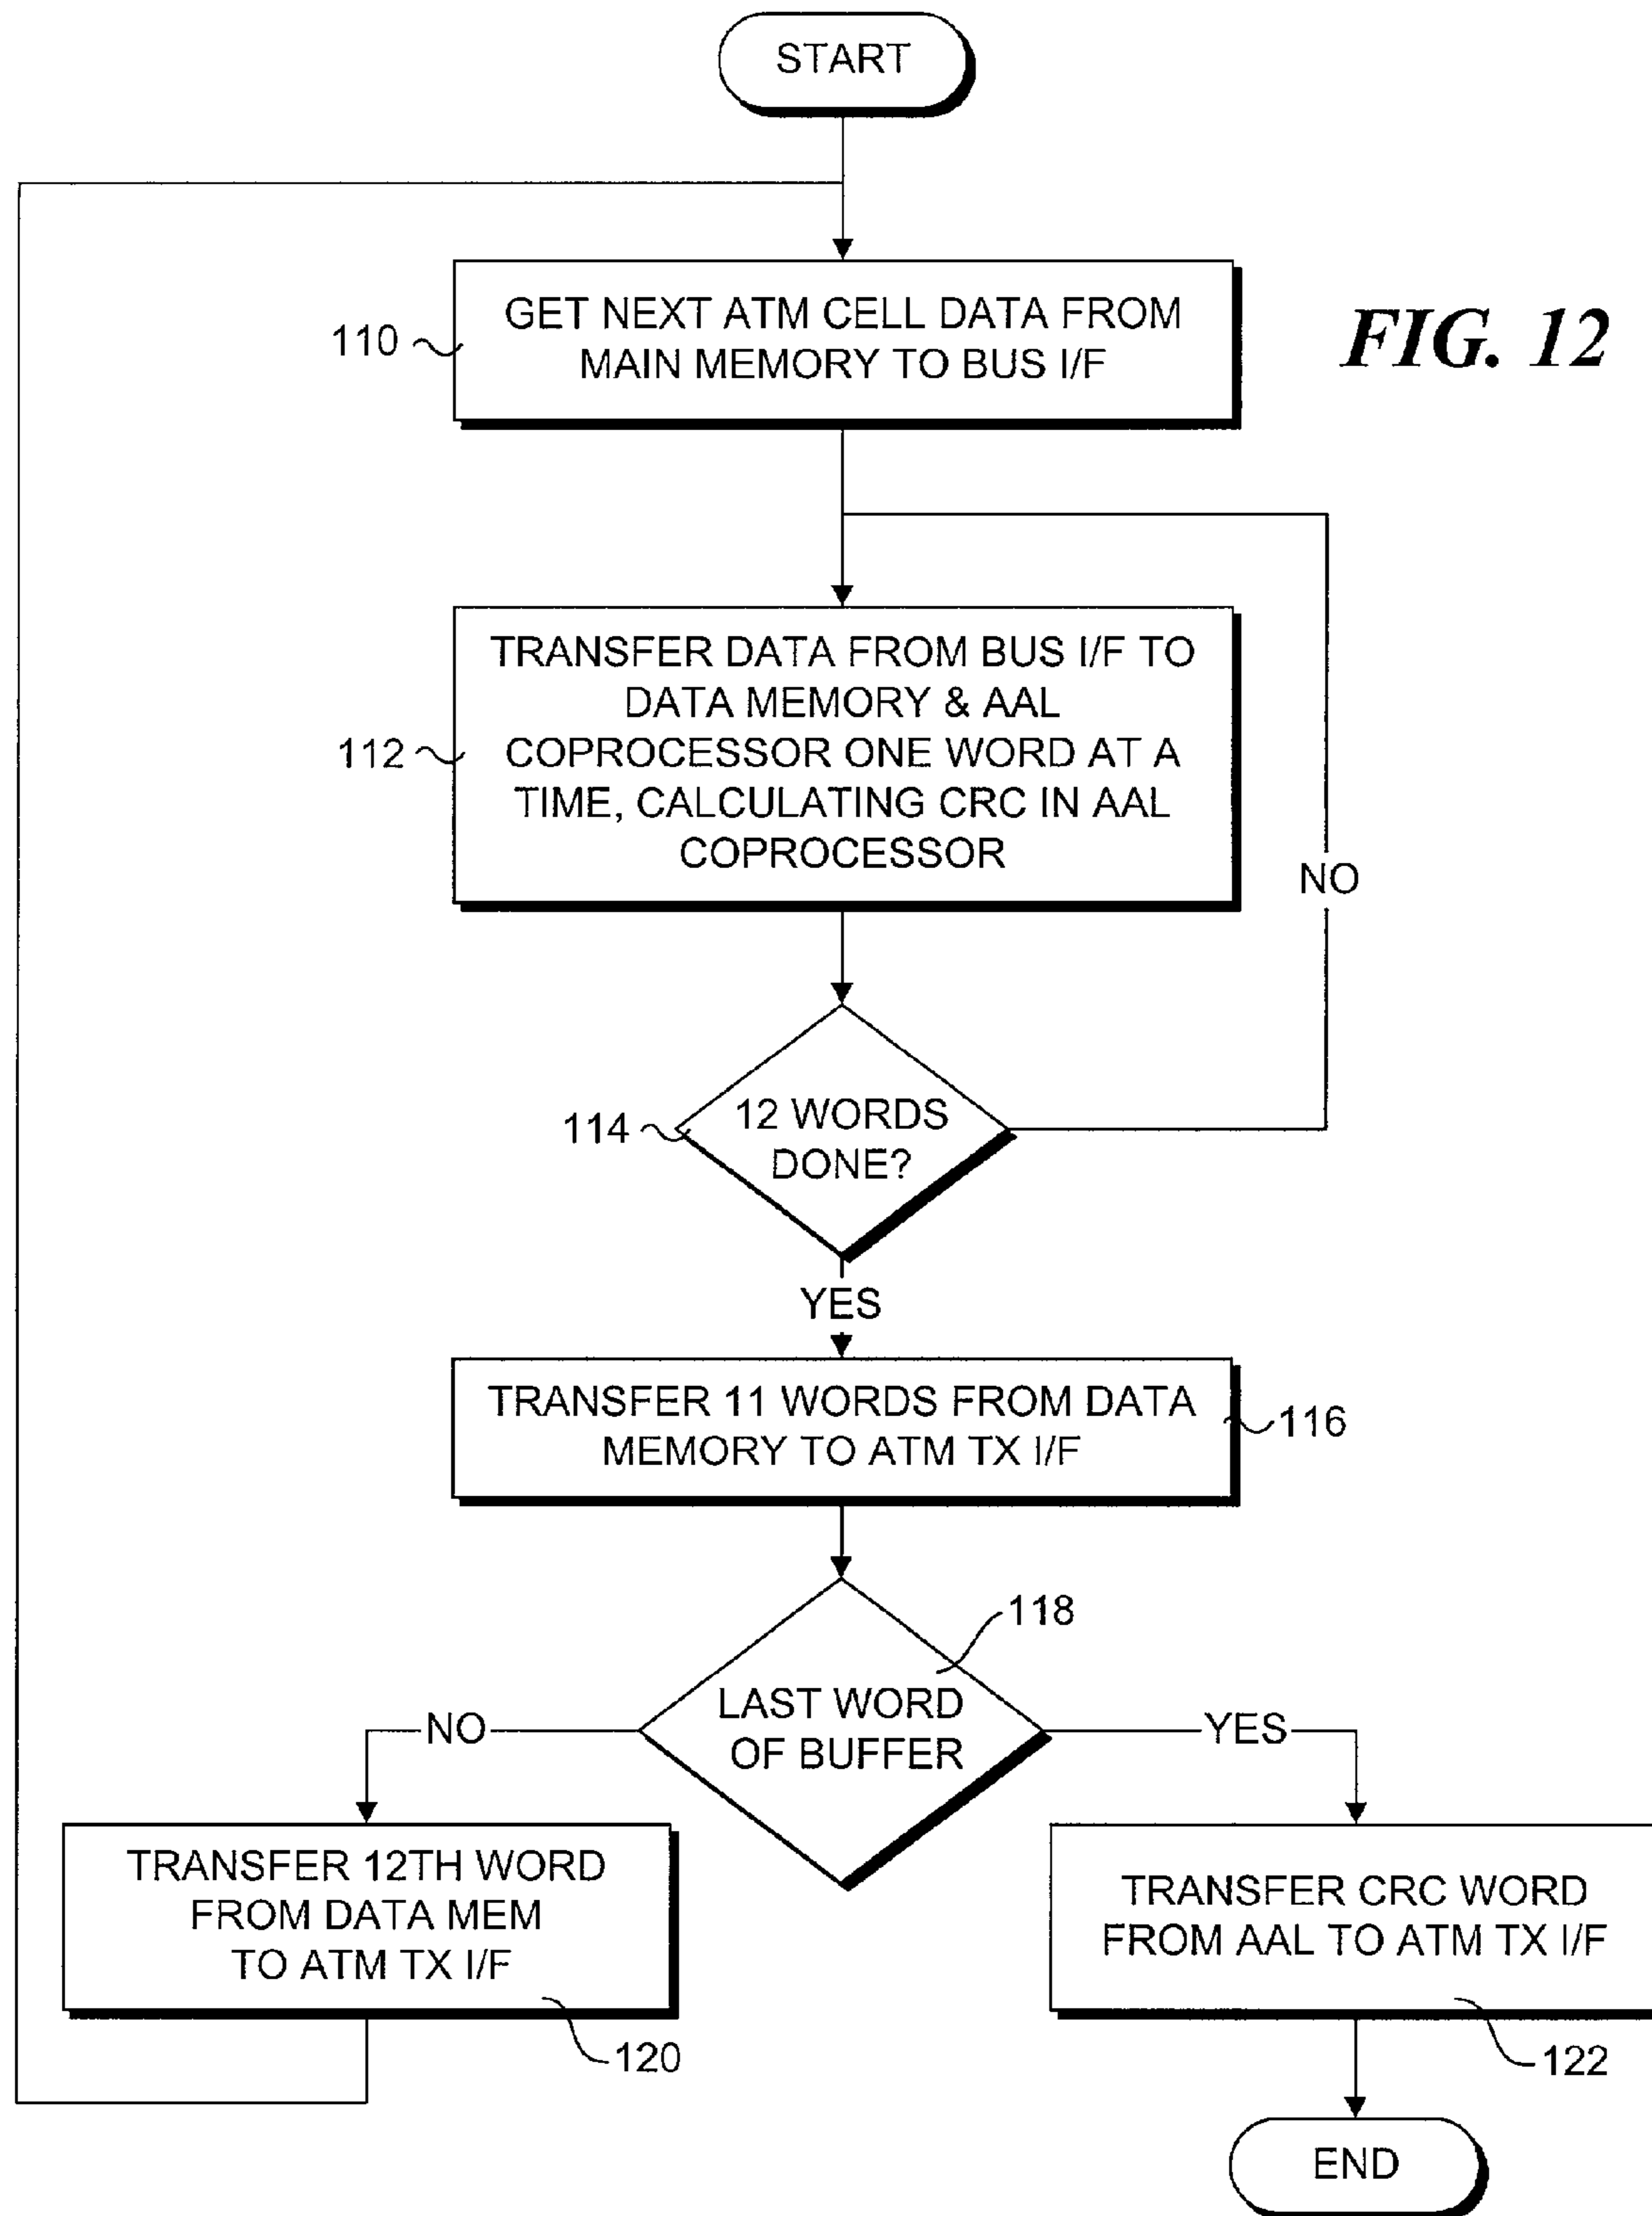 START
GET NEXT ATM CELL DATA FROM
MAIN MEMORY TO BUS I/F
110
FIG. 12
TRANSFER DATA FROM BUS I/F TO
DATA MEMORY & AAL
COPROCESSOR ONE WORD AT A
TIME, CALCULATING CRC IN AAL
COPROCESSOR
112
NO
12 WORDS
DONE?
114
YES
TRANSFER 11 WORDS FROM DATA
MEMORY TO ATM TX I/F
116
118
LAST WORD
OF BUFFER
NO
YES
TRANSFER 12TH WORD
FROM DATA MEM
TO ATM TX I/F
120
TRANSFER CRC WORD
FROM AAL TO ATM TX I/F
122
END